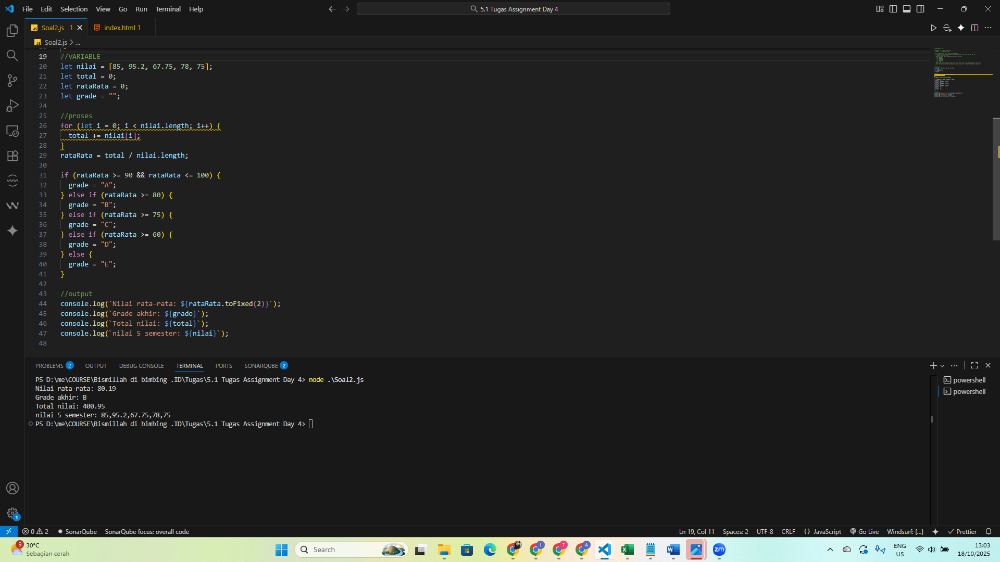 File Edit Selection View Go Run Terminal Help
5.1 Tugas Assignment Day 4
Soal2.js 1
index.html 1
Soal2.js > ...
19 //VARIABLE
20 let nilai = [85, 95.2, 67.75, 78, 75];
21 let total = 0;
22 let rataRata = 0;
23 let grade = "";
24
25 //proses
26 for (let i = 0; i < nilai.length; i++) {
27 total += nilai[i];
28 }
29 rataRata = total / nilai.length;
30
31 if (rataRata >= 90 && rataRata <= 100) {
32 grade = "A";
33 } else if (rataRata >= 80) {
34 grade = "B";
35 } else if (rataRata >= 75) {
36 grade = "C";
37 } else if (rataRata >= 60) {
38 grade = "D";
39 } else {
40 grade = "E";
41 }
42
43 //output
44 console.log(`Nilai rata-rata: ${rataRata.toFixed(2)}`);
45 console.log(`Grade akhir: ${grade}`);
46 console.log(`Total nilai: ${total}`);
47 console.log(`nilai 5 semester: ${nilai}`);
48
PROBLEMS 2 OUTPUT DEBUG CONSOLE TERMINAL PORTS SONARQUBE 2
PS D:\me\COURSE\Bismillah di bimbing .ID\Tugas\5.1 Tugas Assignment Day 4> node .\Soal2.js
Nilai rata-rata: 80.19
Grade akhir: B
Total nilai: 400.95
nilai 5 semester: 85,95.2,67.75,78,75
PS D:\me\COURSE\Bismillah di bimbing .ID\Tugas\5.1 Tugas Assignment Day 4>
powershell
powershell
1
0 2 SonarQube SonarQube focus: overall code
Ln 19, Col 11 Spaces: 2 UTF-8 CRLF {} JavaScript Go Live Windsurf: {...} Prettier
9
30°C
Sebagian cerah
Search
I
T
A
zm
ENG
US
13:03
18/10/2025